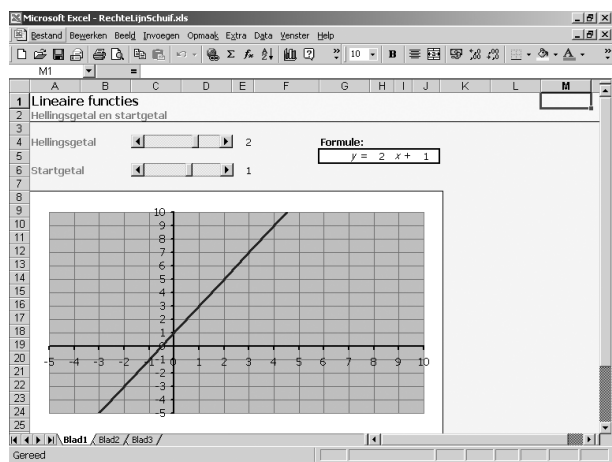 Microsoft Excel - RechteLijnSchuif.xls
Bestand Bewerken Beeld Invoegen Opmaak Extra Data Venster Help
10 B
M1 =
A B C D E F G H I J K L M
1 Lineaire functies
2 Hellingsgetal en startgetal
3
4 Hellingsgetal 2 Formule:
5 y = 2 x + 1
6 Startgetal 1
7
8
9 10
10 9
11 8
12 7
13 6
14 5
15 4
16 3
17 2
18 1
19 0
20 -5 -4 -3 -2 -1 0 1 2 3 4 5 6 7 8 9 10
-1
21 -2
22 -3
23 -4
24 -5
25
Blad1 Blad2 Blad3
Gereed